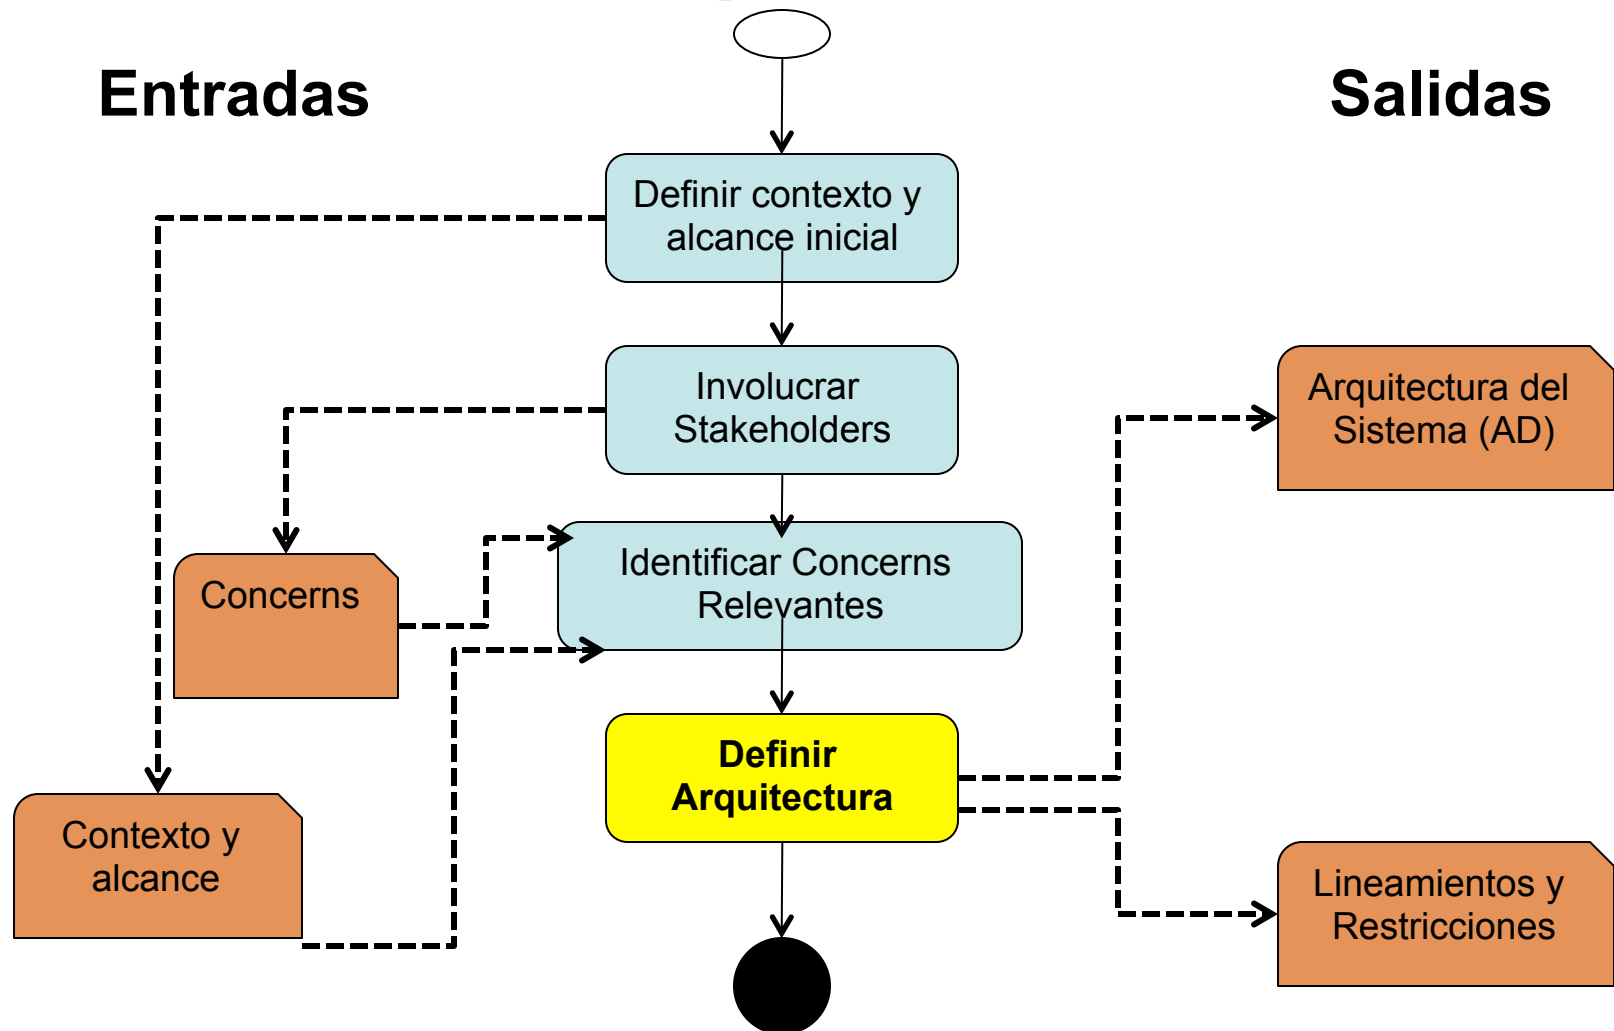 Entradas
Salidas
Definir contexto y
alcance inicial
Involucrar
Stakeholders
Arquitectura del
Sistema (AD)
Concerns
Identificar Concerns
Relevantes
Definir
Arquitectura
Contexto y
alcance
Lineamientos y
Restricciones